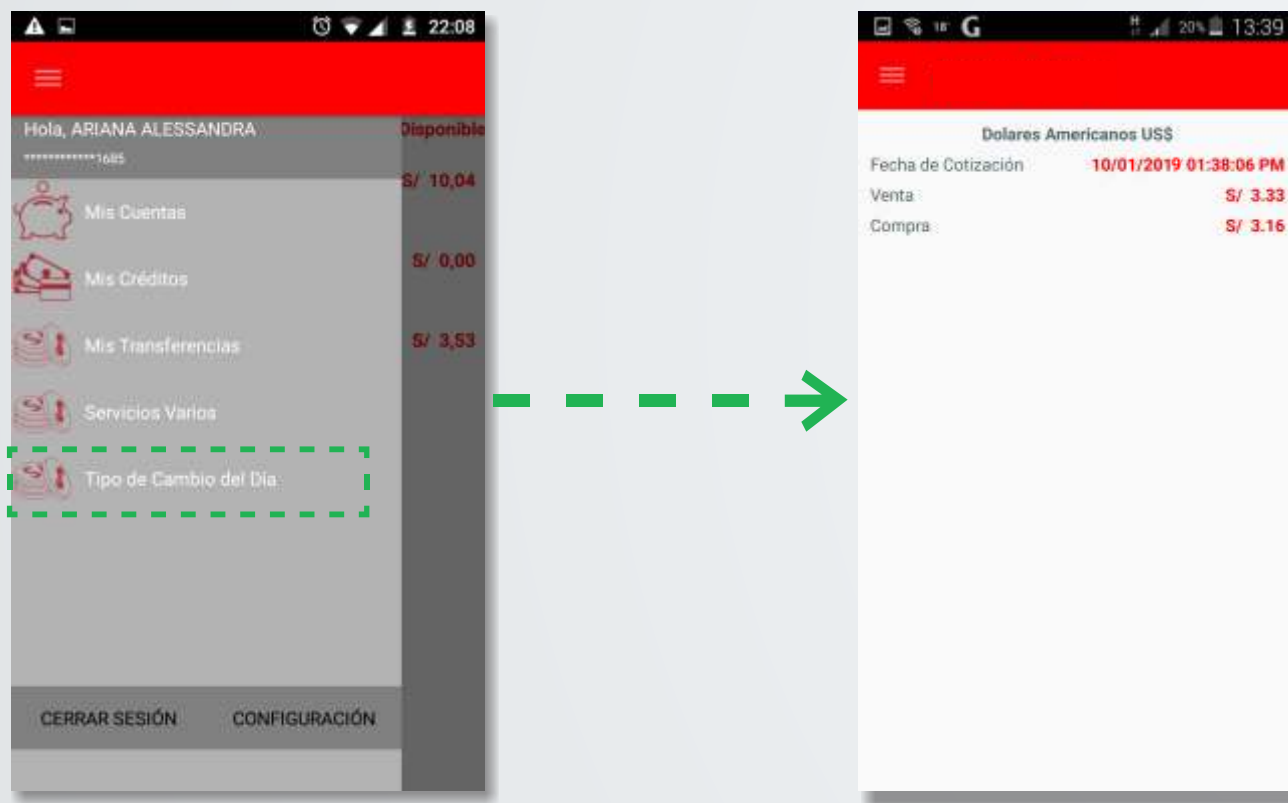 22:08
Hola, ARIANA ALESSANDRA
************1685
Disponible
S/ 10,04
Mis Cuentas
S/ 0,00
Mis Créditos
S/ 3,53
Mis Transferencias
Servicios Varios
Tipo de Cambio del Día
CERRAR SESIÓN CONFIGURACIÓN
18° G H 20% 13:39
Dolares Americanos US$
Fecha de Cotización 10/01/2019 01:38:06 PM
Venta S/ 3.33
Compra S/ 3.16